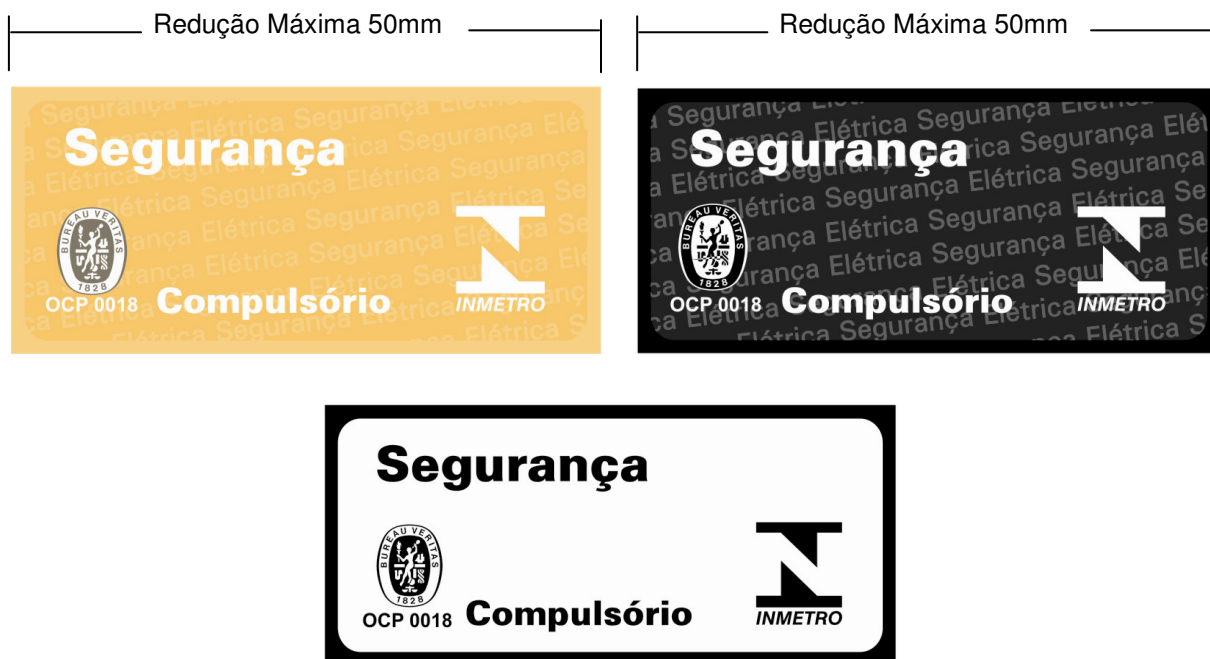 Redução Máxima 50mm
Redução Máxima 50mm
Segurança
BUREAU VERITAS
1828
OCP 0018
Compulsório
INMETRO
Segurança
BUREAU VERITAS
1828
OCP 0018
Compulsório
INMETRO
Segurança
BUREAU VERITAS
1828
OCP 0018
Compulsório
INMETRO